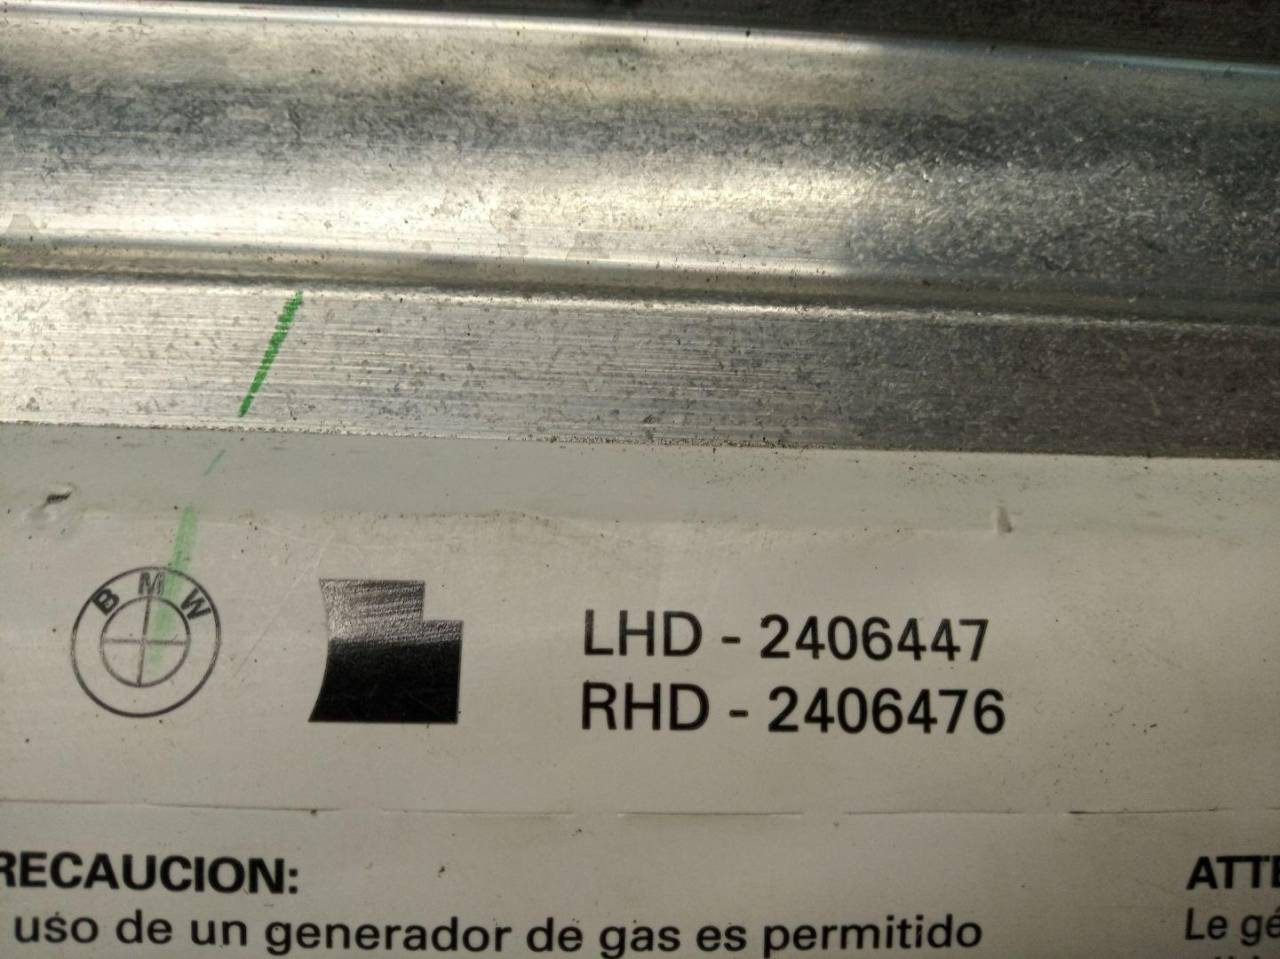 BMW
LHD - 2406447
RHD - 2406476
RECAUCION:
uso de un generador de gas es permitido
ATTE
Le gé